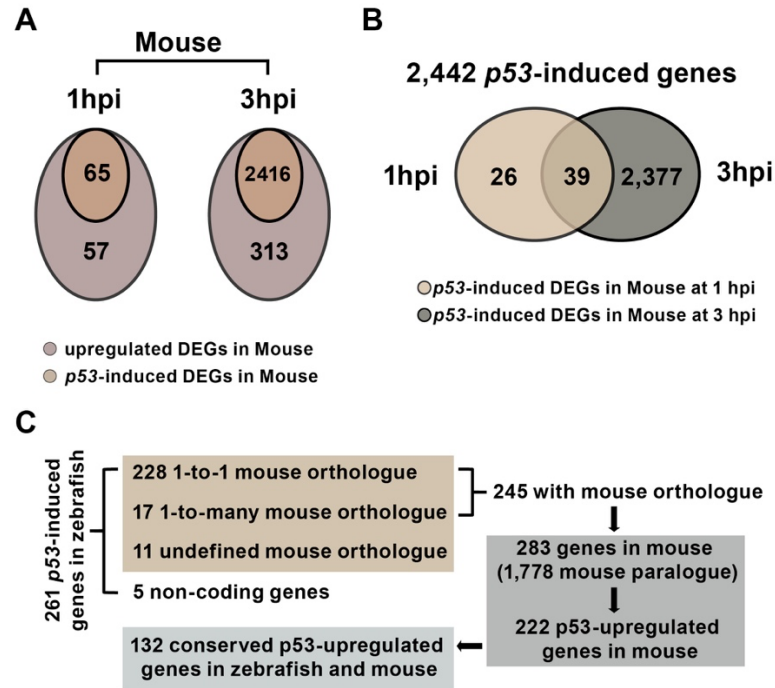 A
Mouse
1hpi 3hpi
65 2416
57 313
upregulated DEGs in Mouse
p53-induced DEGs in Mouse
B
2,442 p53-induced genes
1hpi 26 39 2,377 3hpi
p53-induced DEGs in Mouse at 1 hpi
p53-induced DEGs in Mouse at 3 hpi
C
261 p53-induced
genes in zebrafish
228 1-to-1 mouse orthologue
17 1-to-many mouse orthologue
11 undefined mouse orthologue
5 non-coding genes
245 with mouse orthologue
283 genes in mouse
(1,778 mouse paralogue)
222 p53-upregulated
genes in mouse
132 conserved p53-upregulated
genes in zebrafish and mouse